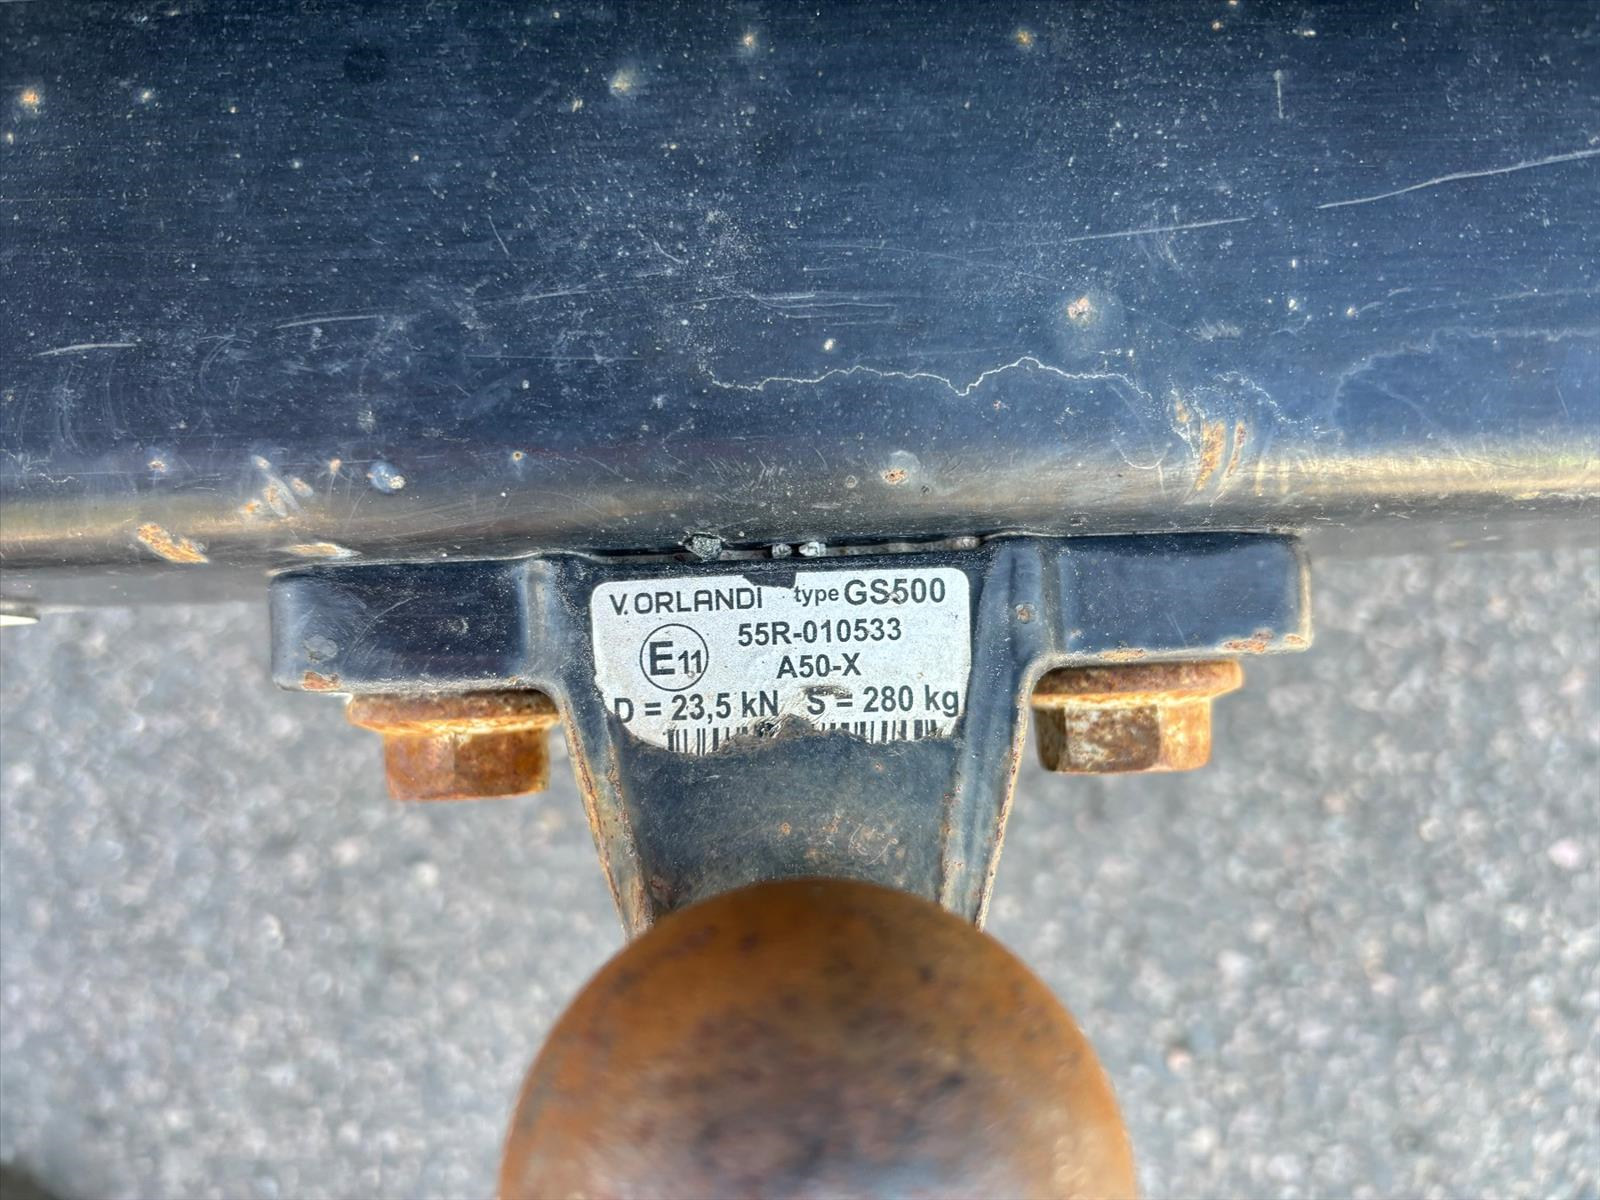 V.ORLANDI type GS500
E11 55R-010533
A50-X
D = 23,5 kN S = 280 kg